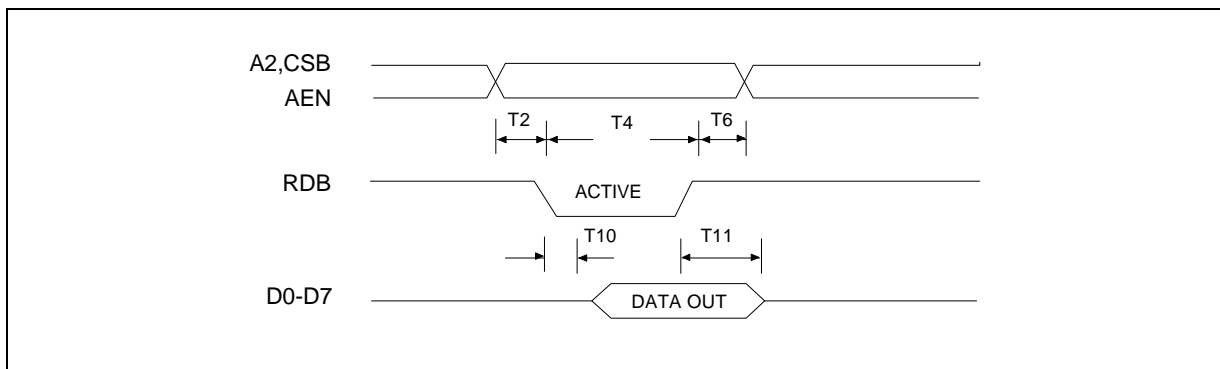 A2,CSB
AEN
T2
T4
T6
RDB
ACTIVE
T10
T11
D0-D7
DATA OUT